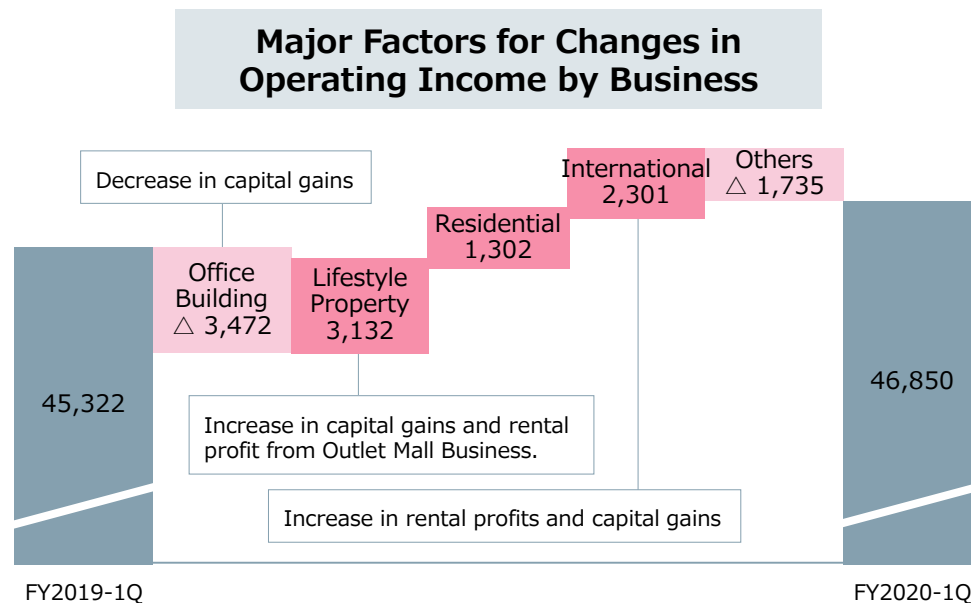 Major Factors for Changes in
Operating Income by Business
Decrease in capital gains
International
2,301
Others
△ 1,735
Residential
1,302
Office
Building
△ 3,472
Lifestyle
Property
3,132
45,322
46,850
Increase in capital gains and rental
profit from Outlet Mall Business.
Increase in rental profits and capital gains
FY2019-1Q
FY2020-1Q